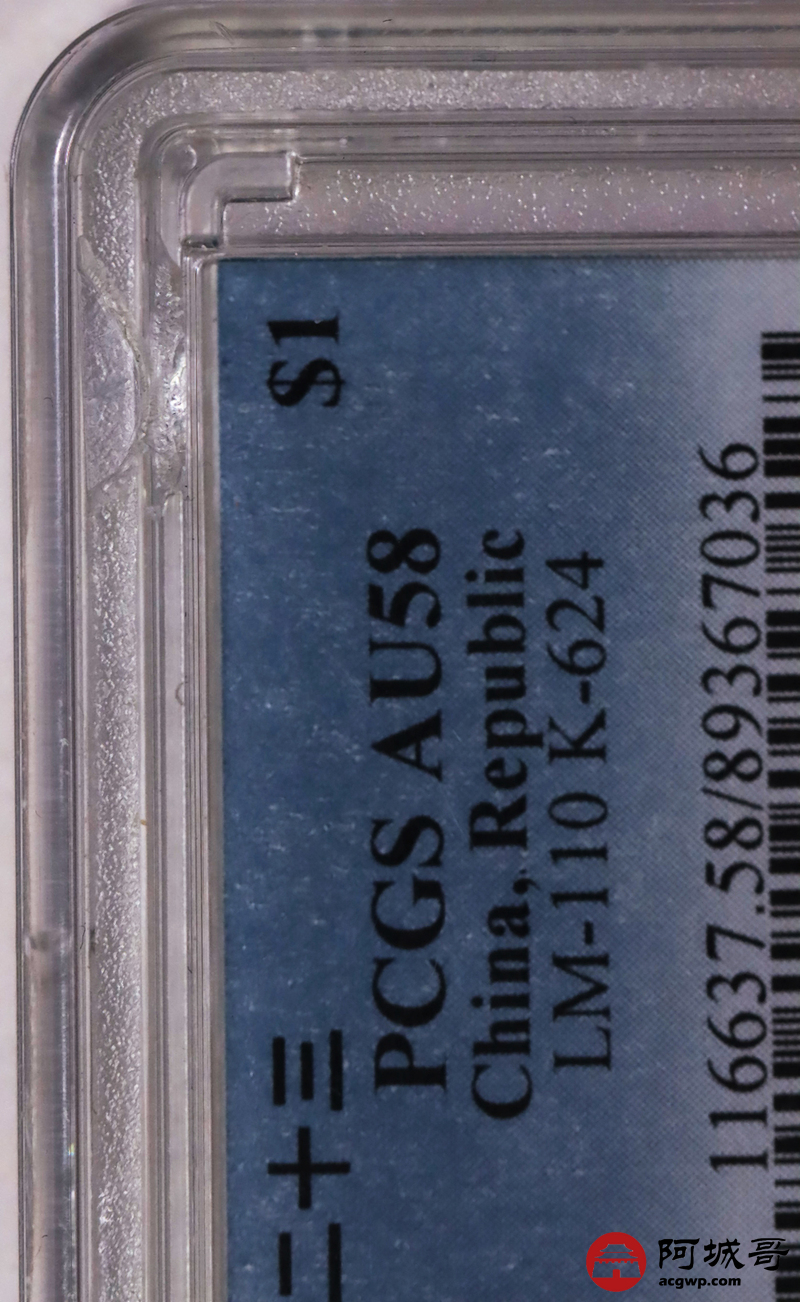 二十三 $1
PCGS AU58
China, Republic
LM-110 K-624
116637.58/89367036
阿城哥
acgwp.com